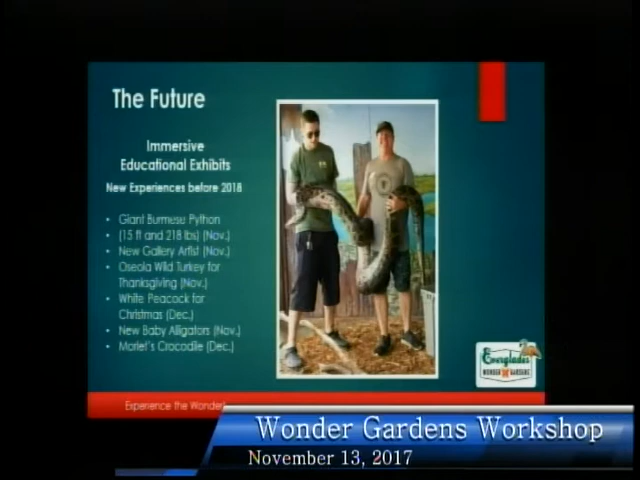 The Future
Immersive
Educational Exhibits
New Experiences before 2018
• Giant Burmese Python
• (15 ft and 218 lbs) (Nov.)
• New Gallery Artist (Nov.)
• Oseola Wild Turkey for
Thanksgiving (Nov.)
• White Peacock for
Christmas (Dec.)
• New Baby Alligators (Nov.)
• Morlet's Crocodile (Dec.)
Everglades
WONDER GARDENS
Experience the Wonder!
Wonder Gardens Workshop
November 13, 2017